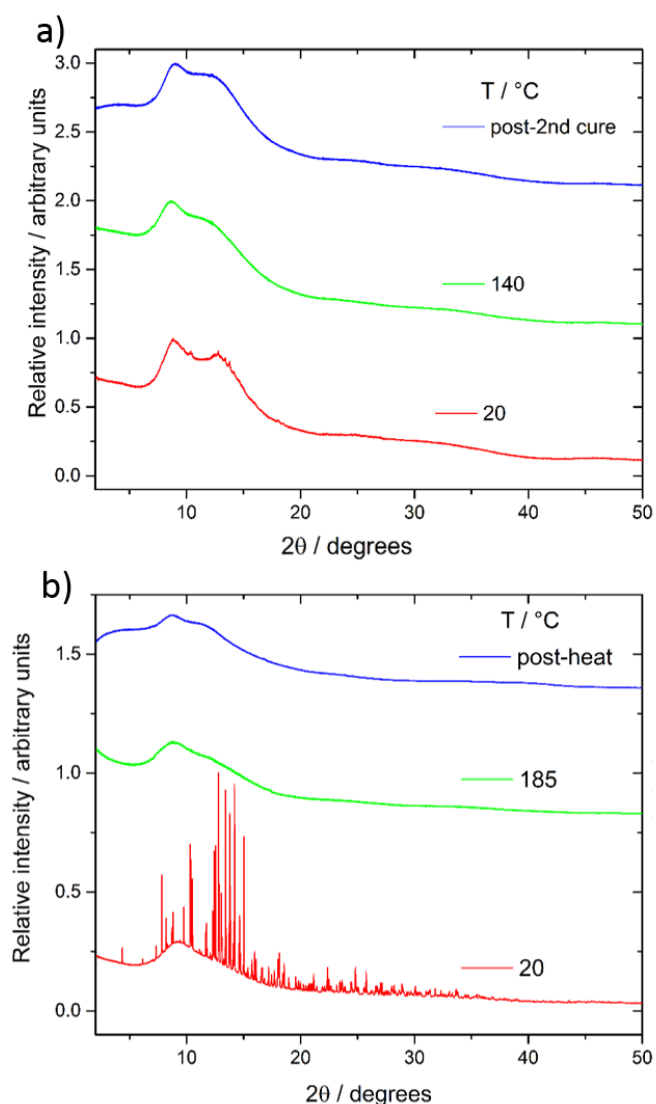 a)
3.0
2.5
2.0
1.5
1.0
0.5
0.0
Relative intensity / arbitrary units
T / °C
post-2nd cure
140
20
10 20 30 40 50
2θ / degrees
b)
1.5
1.0
0.5
0.0
Relative intensity / arbitrary units
T / °C
post-heat
185
20
10 20 30 40 50
2θ / degrees